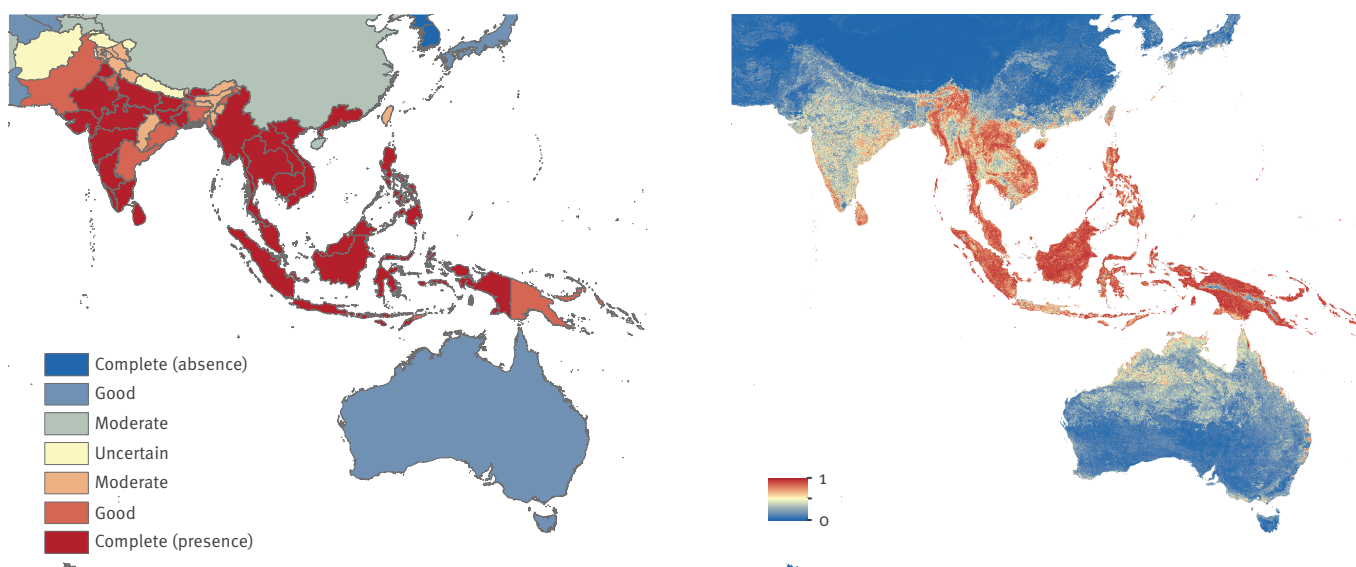 Complete (absence)
Good
Moderate
Uncertain
Moderate
Good
Complete (presence)
1
0